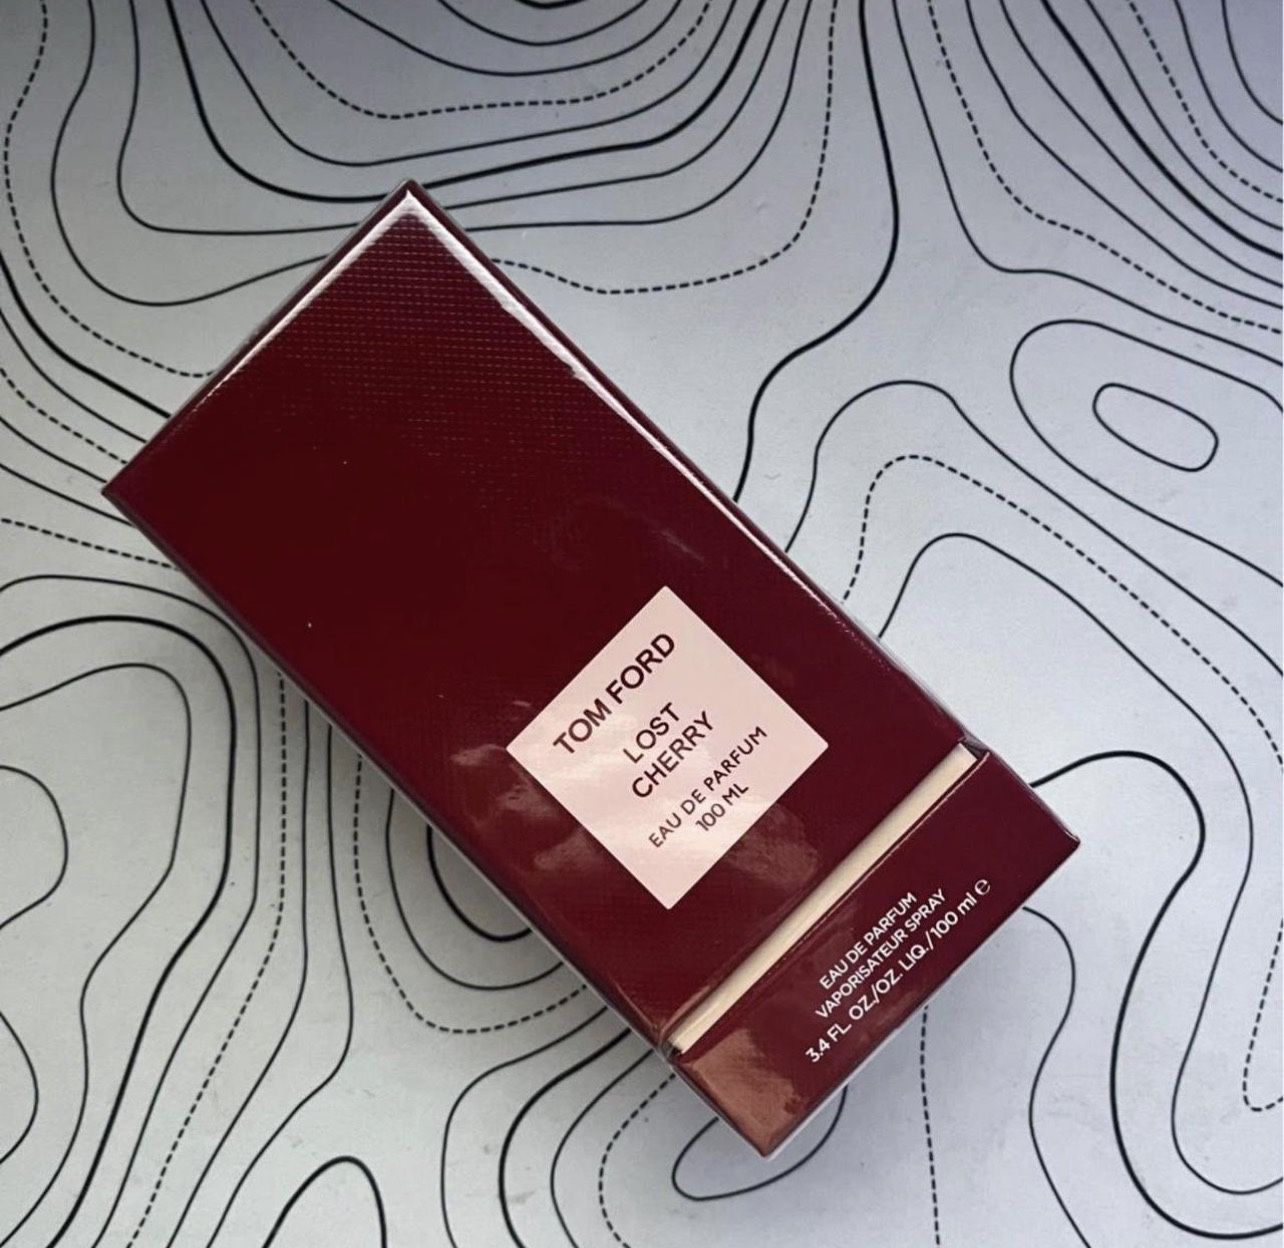 TOM FORD
LOST
CHERRY
EAU DE PARFUM
100 ML
EAU DE PARFUM
VAPORISATEUR SPRAY
3.4 FL. OZ./OZ. LIQ./100 ml ℮